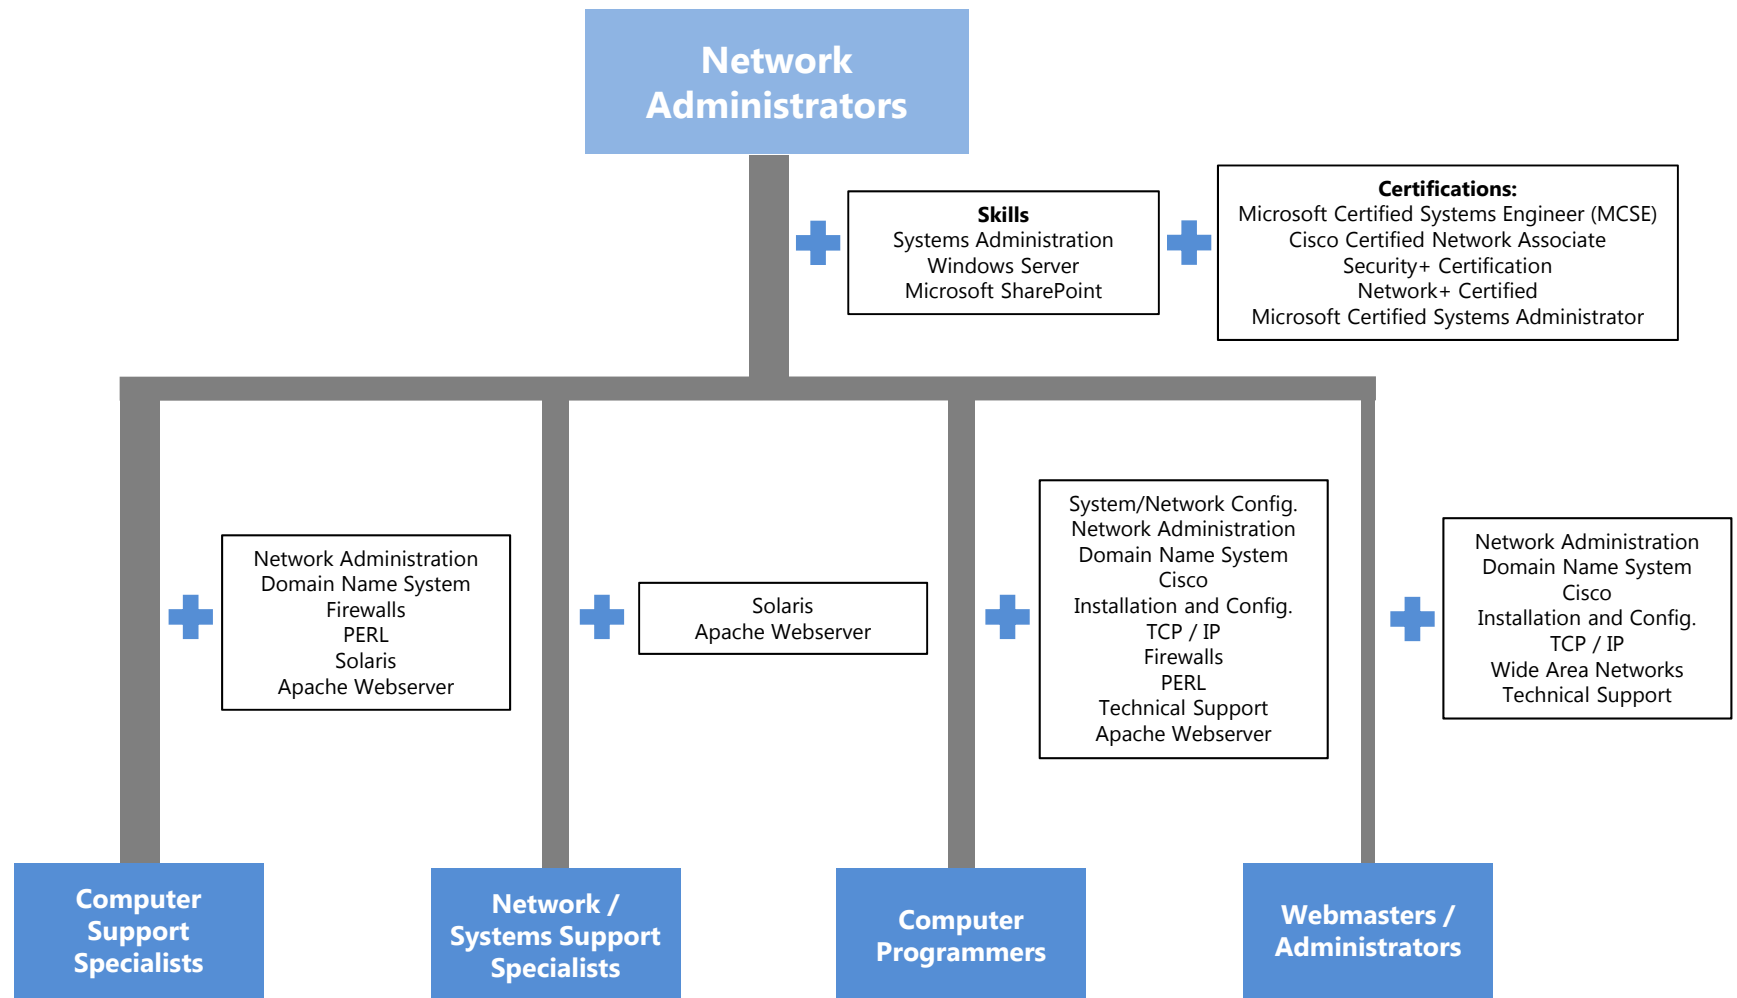 Network
Administrators
Skills
Systems Administration
Windows Server
Microsoft SharePoint
Certifications:
Microsoft Certified Systems Engineer (MCSE)
Cisco Certified Network Associate
Security+ Certification
Network+ Certified
Microsoft Certified Systems Administrator
Network Administration
Domain Name System
Firewalls
PERL
Solaris
Apache Webserver
Solaris
Apache Webserver
System/Network Config.
Network Administration
Domain Name System
Cisco
Installation and Config.
TCP / IP
Firewalls
PERL
Technical Support
Apache Webserver
Network Administration
Domain Name System
Cisco
Installation and Config.
TCP / IP
Wide Area Networks
Technical Support
Computer
Support
Specialists
Network /
Systems Support
Specialists
Computer
Programmers
Webmasters /
Administrators